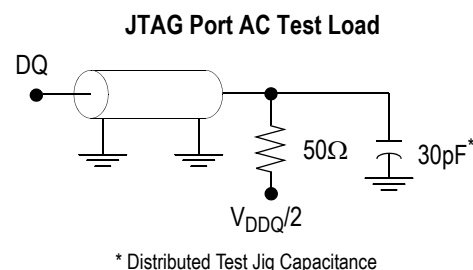 JTAG Port AC Test Load
DQ
50Ω
30pF*
VDDQ/2
* Distributed Test Jig Capacitance